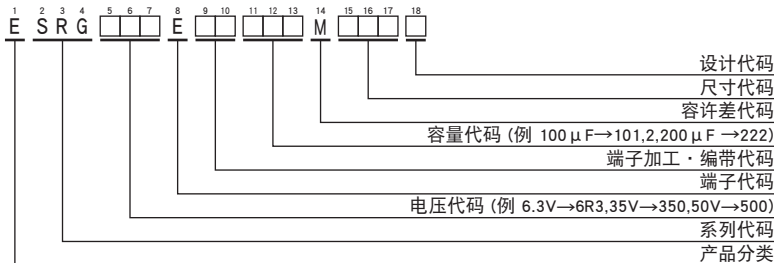 1 2 3 4 5 6 7 8 9 10 11 12 13 14 15 16 17 18
E S R G □□□ E □□ □□□ M □□□ □
设计代码
尺寸代码
容许差代码
容量代码 (例 100μF→101,2,200μF→222)
端子加工・编带代码
端子代码
电压代码 (例 6.3V→6R3,35V→350,50V→500)
系列代码
产品分类